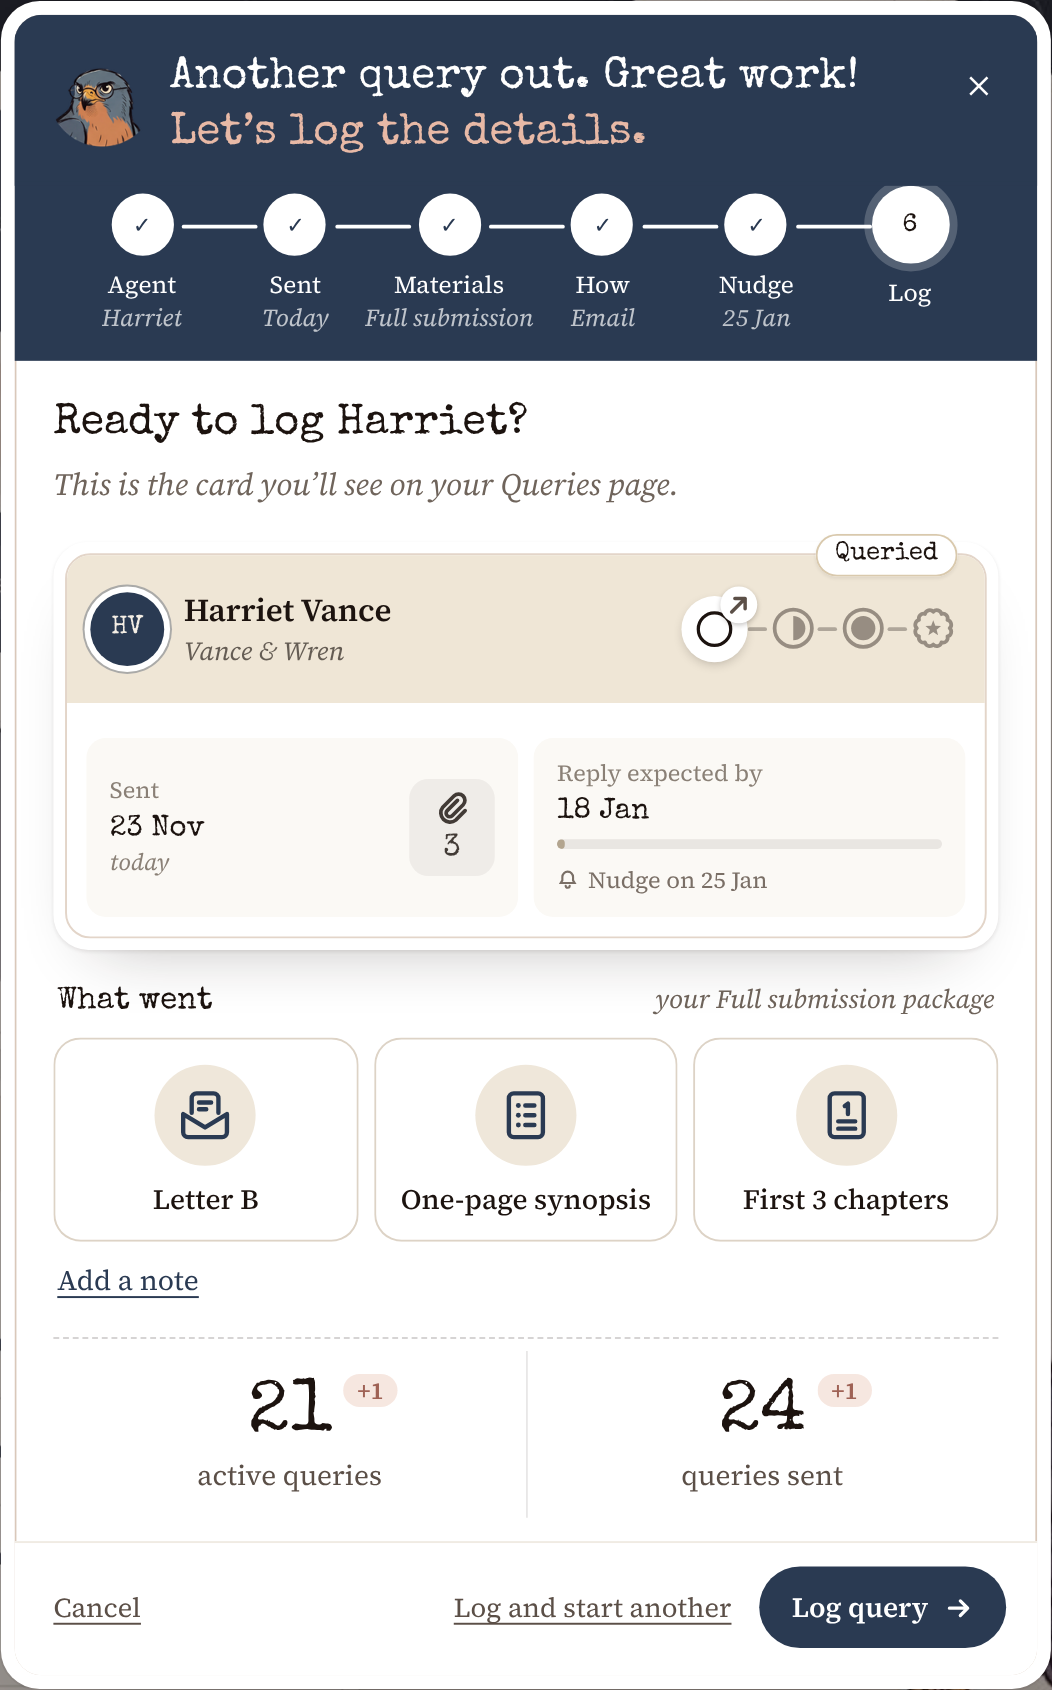 Another query out. Great work!
Let’s log the details.
✓ ✓ ✓ ✓ ✓ 6
Agent Sent Materials How Nudge Log
Harriet Today Full submission Email 25 Jan
Ready to log Harriet?
This is the card you’ll see on your Queries page.
Queried
HV
Harriet Vance
Vance & Wren
Sent
23 Nov
today
3
Reply expected by
18 Jan
Nudge on 25 Jan
What went
your Full submission package
Letter B
One-page synopsis
1
First 3 chapters
Add a note
21 +1
active queries
24 +1
queries sent
Cancel
Log and start another
Log query →